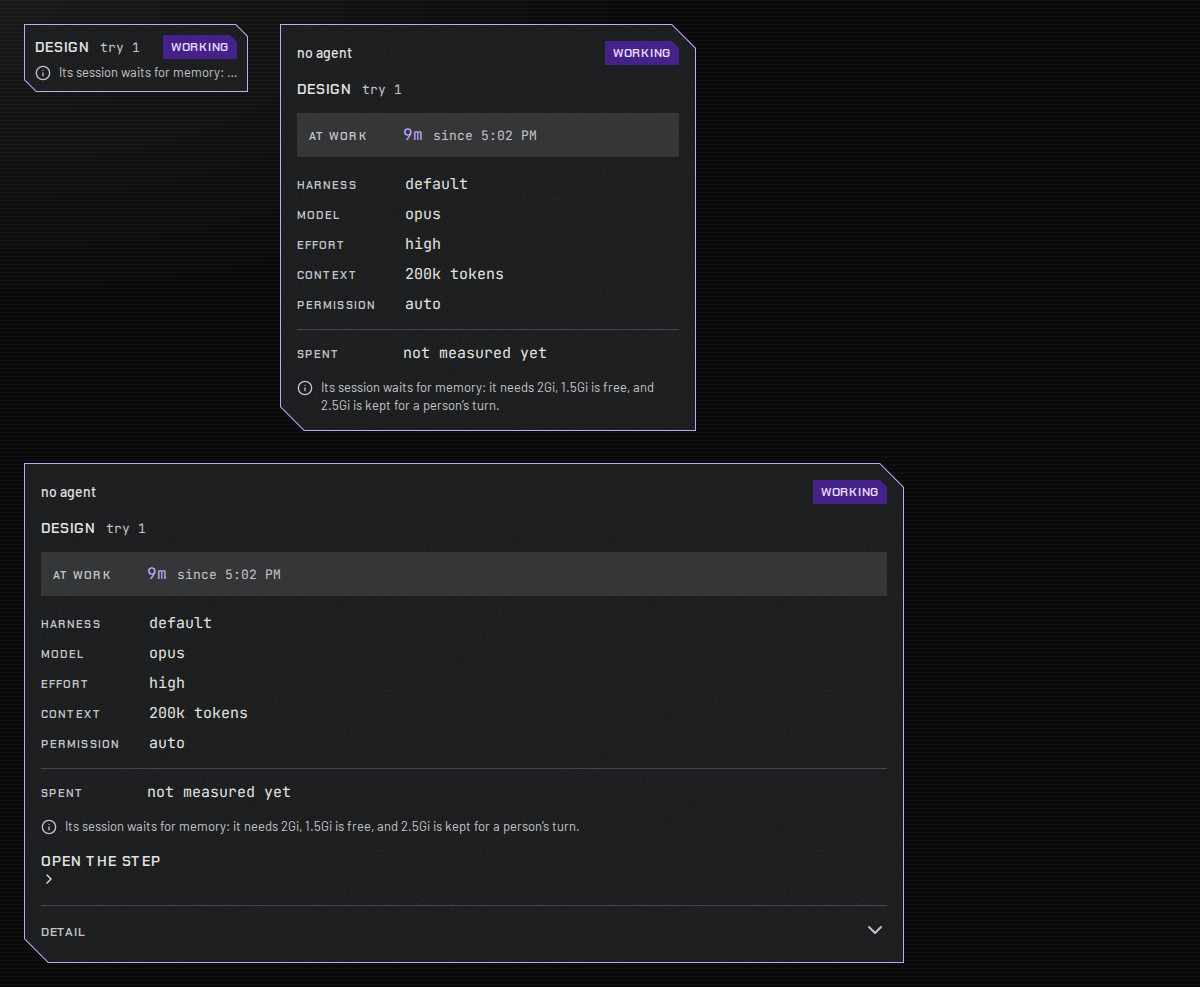 DESIGN try 1 WORKING
Its session waits for memory: ...
no agent WORKING
DESIGN try 1
AT WORK 9m since 5:02 PM
HARNESS default
MODEL opus
EFFORT high
CONTEXT 200k tokens
PERMISSION auto
SPENT not measured yet
Its session waits for memory: it needs 2Gi, 1.5Gi is free, and
2.5Gi is kept for a person's turn.
no agent WORKING
DESIGN try 1
AT WORK 9m since 5:02 PM
HARNESS default
MODEL opus
EFFORT high
CONTEXT 200k tokens
PERMISSION auto
SPENT not measured yet
Its session waits for memory: it needs 2Gi, 1.5Gi is free, and 2.5Gi is kept for a person's turn.
OPEN THE STEP
DETAIL